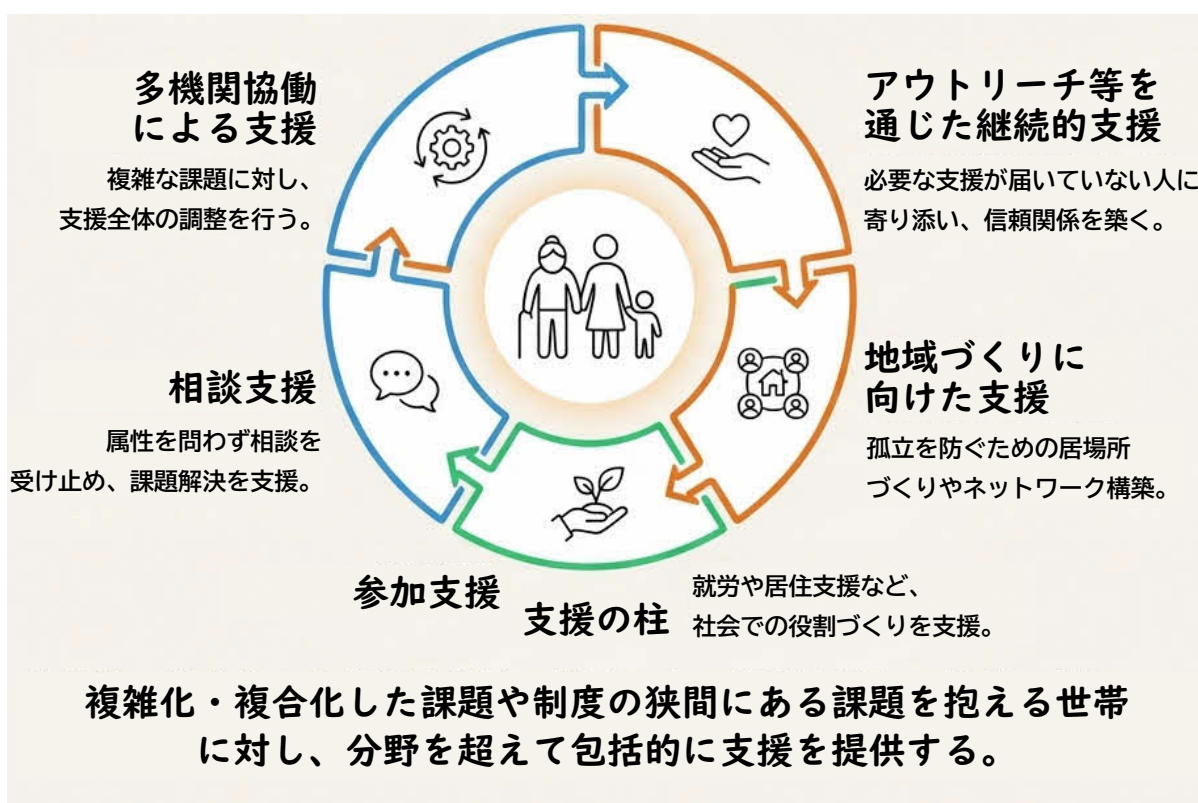 多機関協働
による支援
複雑な課題に対し、
支援全体の調整を行う。
アウトリーチ等を
通じた継続的支援
必要な支援が届いていない人に
寄り添い、信頼関係を築く。
相談支援
属性を問わず相談を
受け止め、課題解決を支援。
地域づくりに
向けた支援
孤立を防ぐための居場所
づくりやネットワーク構築。
参加支援
支援の柱
就労や居住支援など、
社会での役割づくりを支援。
複雑化・複合化した課題や制度の狭間にある課題を抱える世帯
に対し、分野を超えて包括的に支援を提供する。